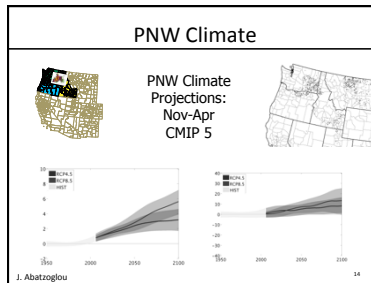 PNW Climate
PNW Climate
Projections:
Nov-Apr
CMIP 5
10
8
6
4
2
0
-2
RCP4.5
RCP8.5
HIST
1950
2000
2050
2100
40
30
20
10
0
-10
-20
-30
-40
RCP4.5
RCP8.5
HIST
1950
2000
2050
2100
J. Abatzoglou
14